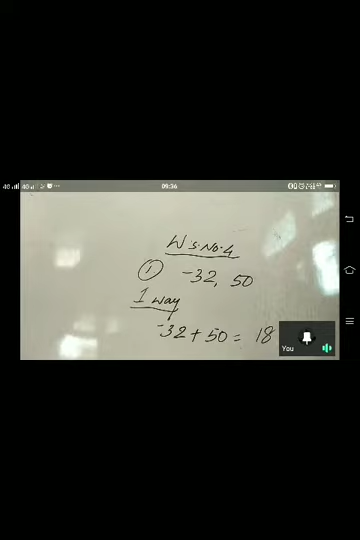 09:36
W s.No.4
① -32, 50
1 way
-32 + 50 = 18
You